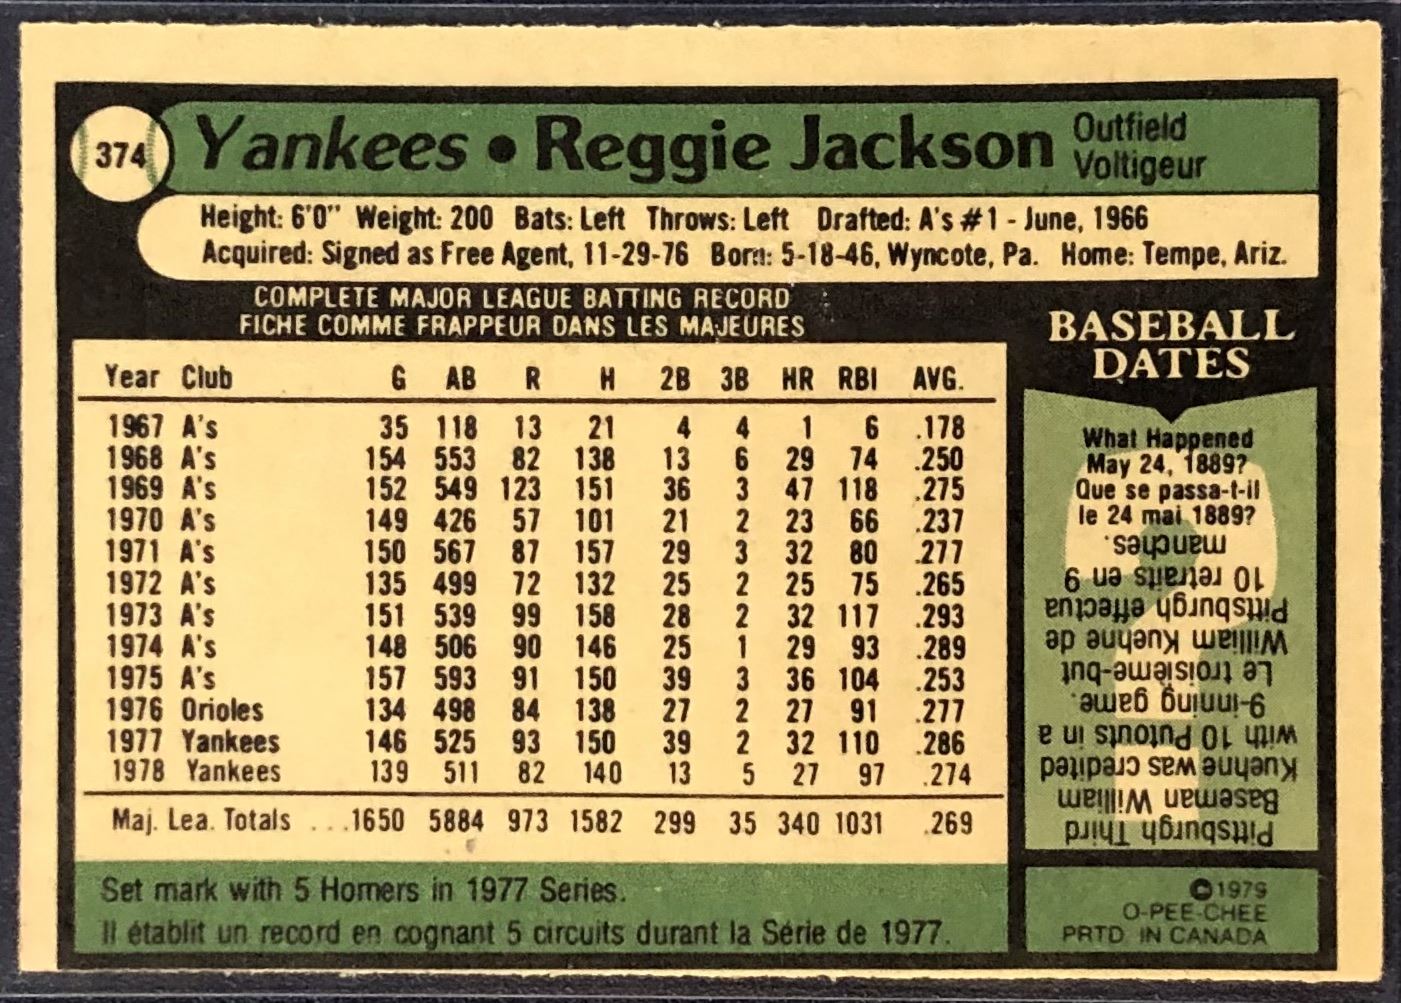 374 Yankees • Reggie Jackson Outfield
Voltigeur
Height: 6'0" Weight: 200 Bats: Left Throws: Left Drafted: A's #1 - June, 1966
Acquired: Signed as Free Agent, 11-29-76 Born: 5-18-46, Wyncote, Pa. Home: Tempe, Ariz.
COMPLETE MAJOR LEAGUE BATTING RECORD
FICHE COMME FRAPPEUR DANS LES MAJEURES
Year Club G AB R H 2B 3B HR RBI AVG.
1967 A's 35 118 13 21 4 4 1 6 .178
1968 A's 154 553 82 138 13 6 29 74 .250
1969 A's 152 549 123 151 36 3 47 118 .275
1970 A's 149 426 57 101 21 2 23 66 .237
1971 A's 150 567 87 157 29 3 32 80 .277
1972 A's 135 499 72 132 25 2 25 75 .265
1973 A's 151 539 99 158 28 2 32 117 .293
1974 A's 148 506 90 146 25 1 29 93 .289
1975 A's 157 593 91 150 39 3 36 104 .253
1976 Orioles 134 498 84 138 27 2 27 91 .277
1977 Yankees 146 525 93 150 39 2 32 110 .286
1978 Yankees 139 511 82 140 13 5 27 97 .274
Maj. Lea. Totals ...1650 5884 973 1582 299 35 340 1031 .269
Set mark with 5 Homers in 1977 Series.
Il établit un record en cognant 5 circuits durant la Série de 1977.
BASEBALL
DATES
What Happened
May 24, 1889?
Que se passa-t-il
le 24 mai 1889?
Pittsburgh Third
Baseman William
Kuehne was credited
with 10 Putouts in a
9-inning game.
Le troisième-but
William Kuehne de
Pittsburgh effectua
10 retraits en 9
manches.
©1979
O-PEE-CHEE
PRTD IN CANADA